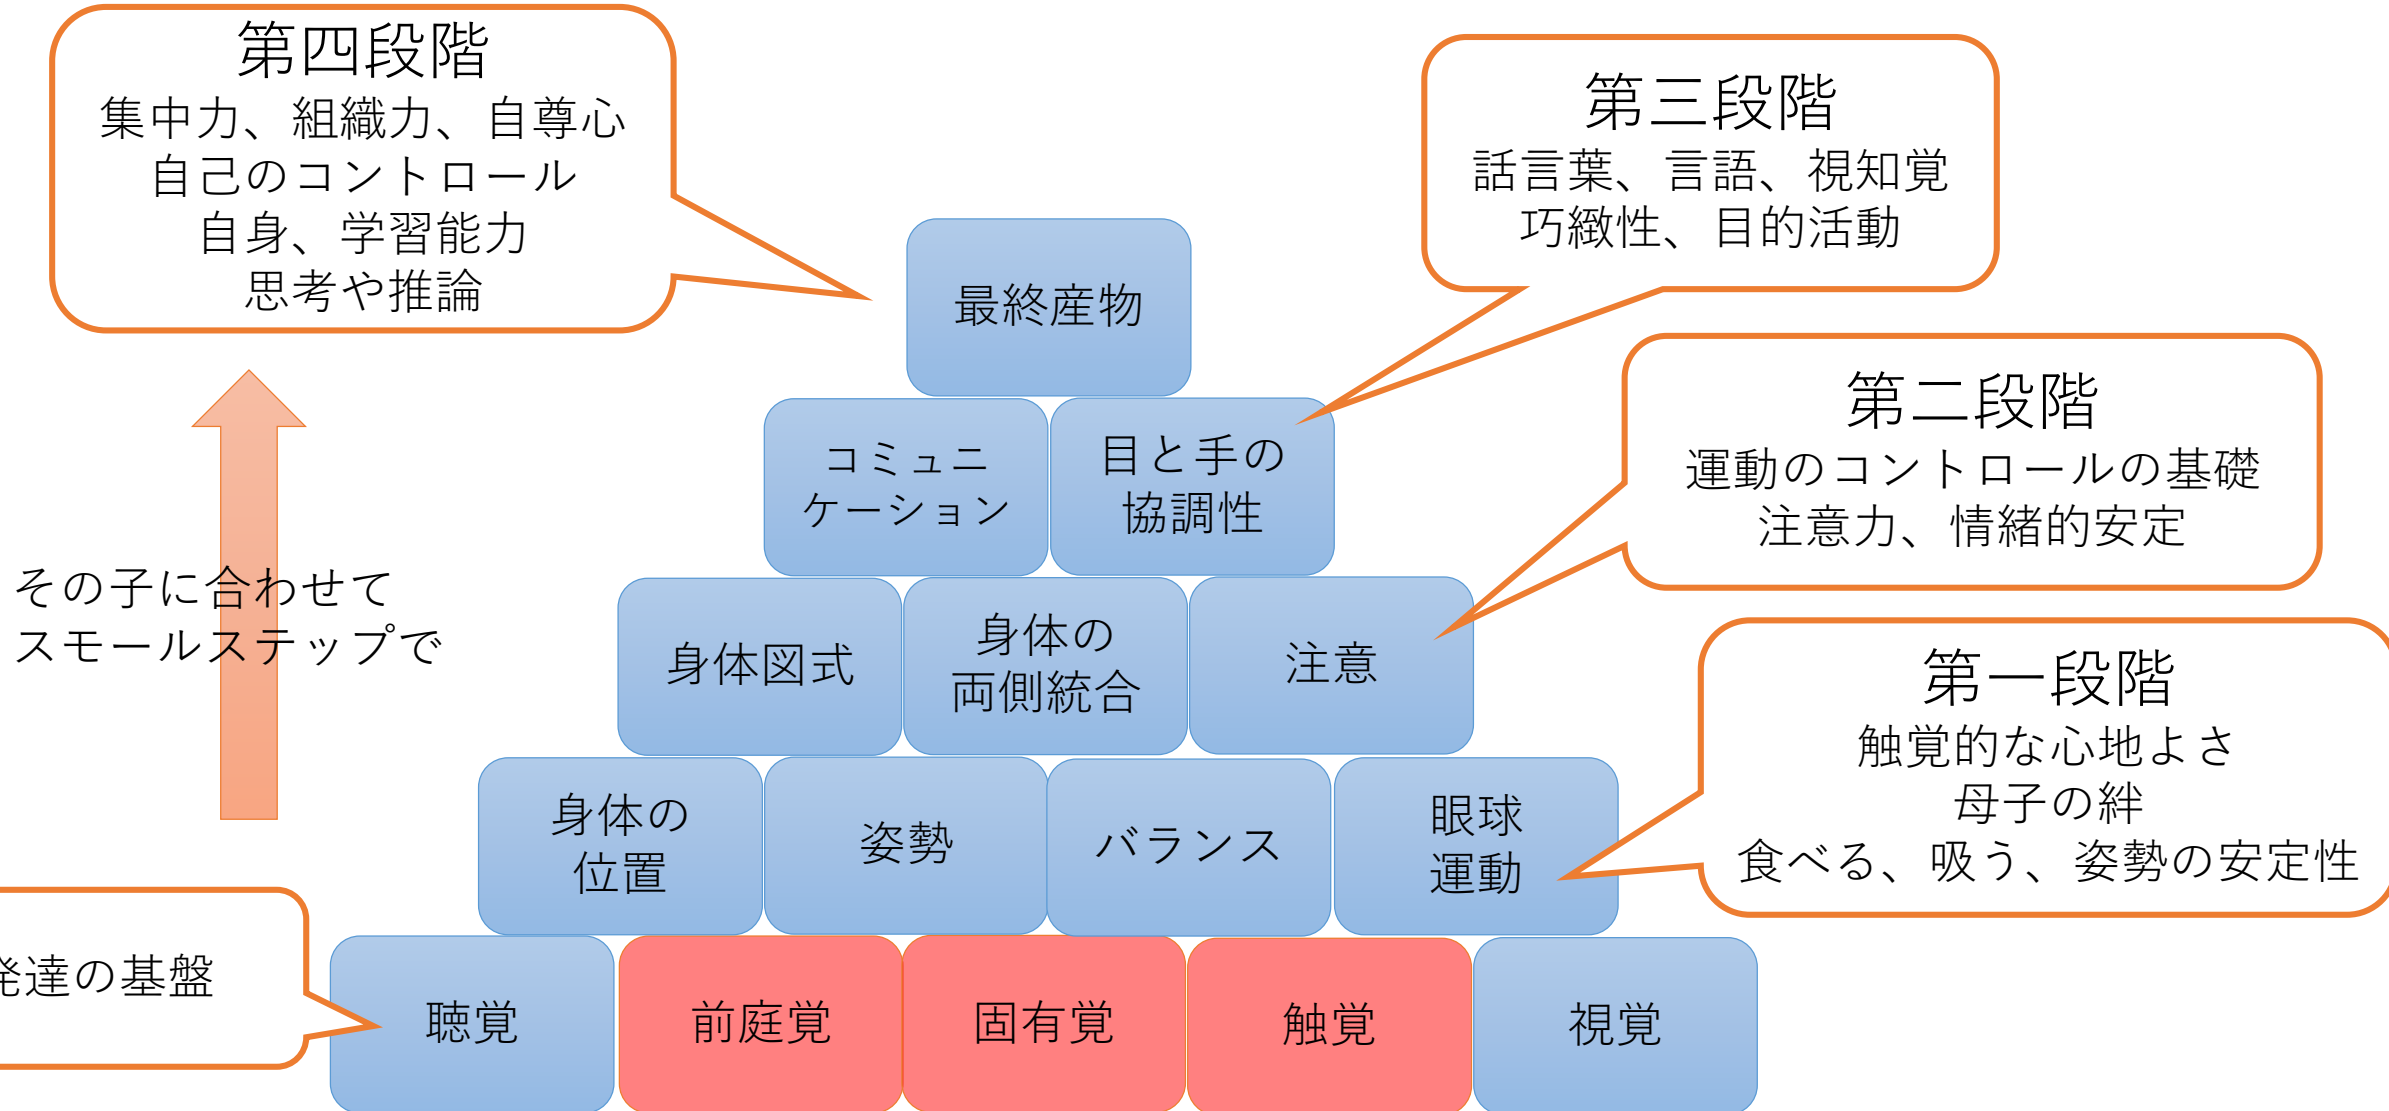 第四段階
集中力、組織力、自尊心
自己のコントロール
自身、学習能力
思考や推論
第三段階
話言葉、言語、視知覚
巧緻性、目的活動
最終産物
第二段階
運動のコントロールの基礎
注意力、情緒的安定
コミュニ
ケーション
目と手の
協調性
その子に合わせて
スモールステップで
身体図式
身体の
両側統合
注意
第一段階
触覚的な心地よさ
母子の絆
食べる、吸う、姿勢の安定性
身体の
位置
姿勢
バランス
眼球
運動
発達の基盤
聴覚
前庭覚
固有覚
触覚
視覚